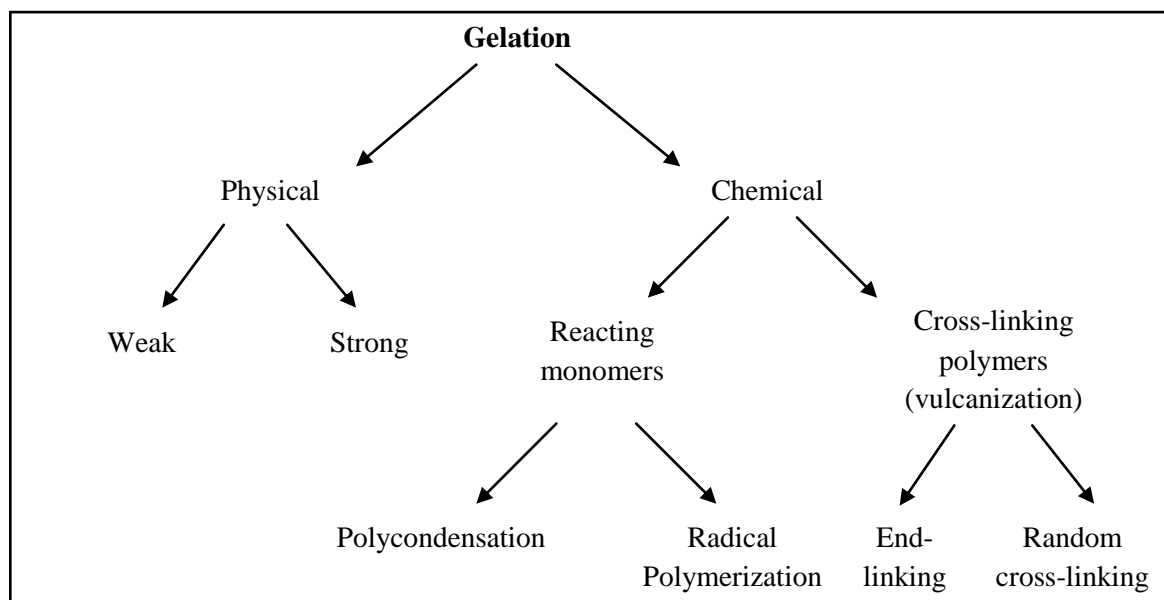 Gelation
Physical
Chemical
Weak
Strong
Reacting
monomers
Cross-linking
polymers
(vulcanization)
Polycondensation
Radical
Polymerization
End-
linking
Random
cross-linking